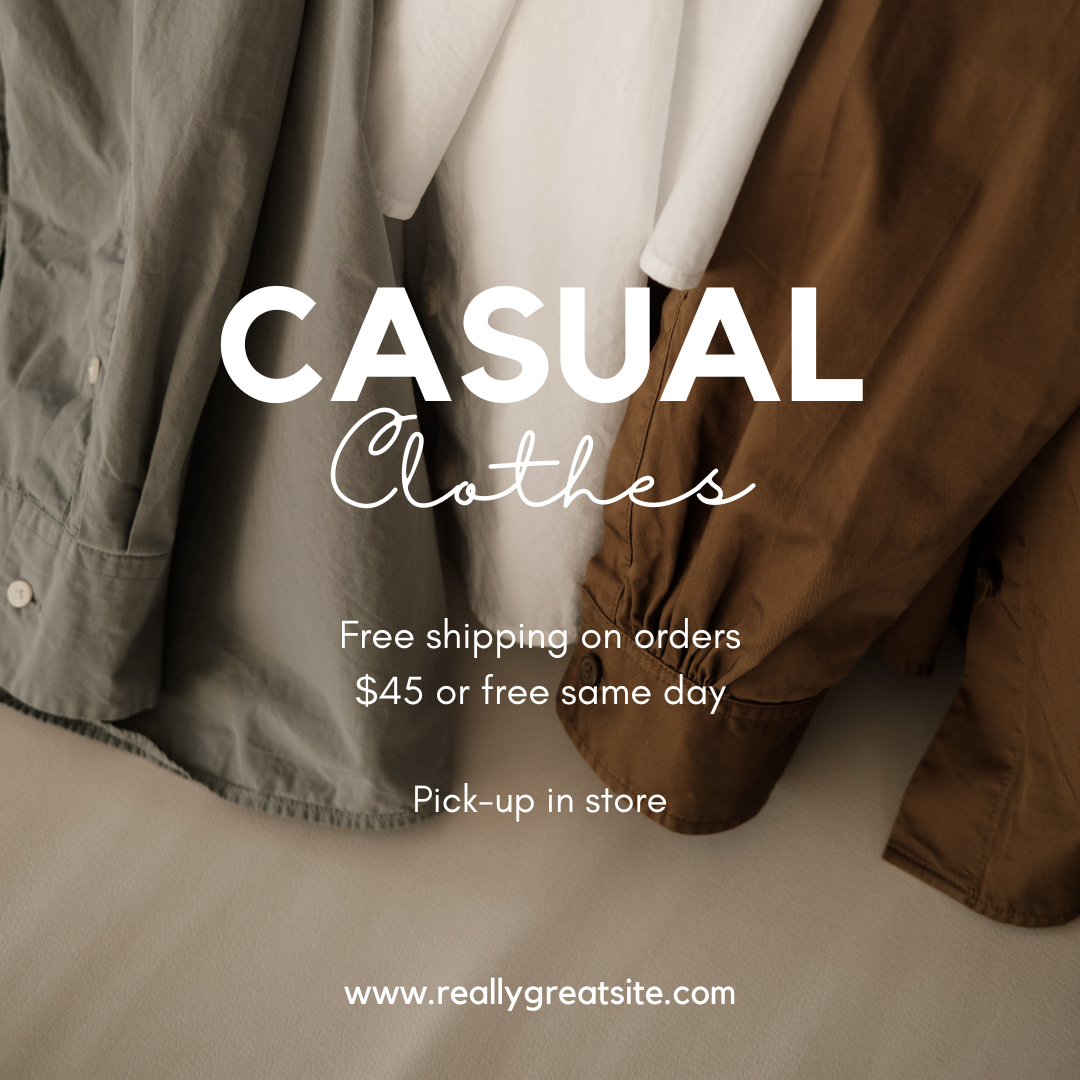 CASUAL
Clothes
Free shipping on orders
$45 or free same day
Pick-up in store
www.reallygreatsite.com